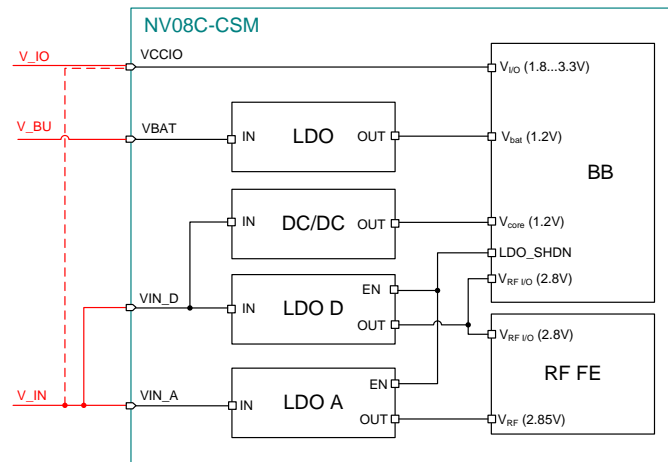 NV08C-CSM
V_IO
VCCIO
V_I/O (1.8...3.3V)
V_BU
VBAT
IN
LDO
OUT
V_bat (1.2V)
BB
IN
DC/DC
OUT
V_core (1.2V)
LDO_SHDN
VIN_D
IN
LDO D
EN
OUT
V_RF I/O (2.8V)
V_RF I/O (2.8V)
RF FE
V_IN
VIN_A
IN
LDO A
EN
OUT
V_RF (2.85V)